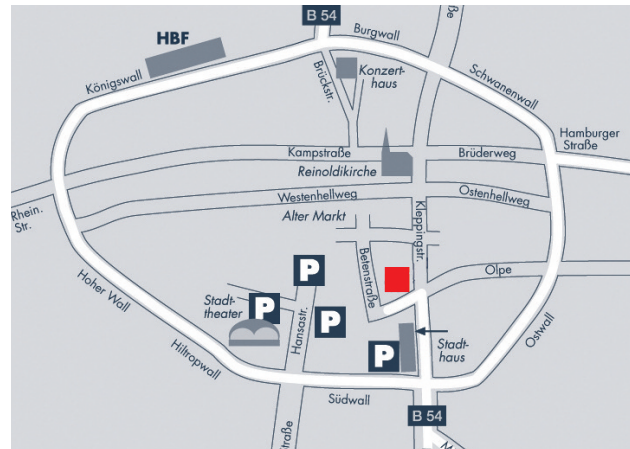 B 54
HBF
Burgwall
Königswall
Brückstr.
Konzert-
haus
Schwanenwall
Hamburger
Straße
Kampstraße
Brüderweg
Reinoldikirche
Westenhellweg
Ostenhellweg
Rhein.
Str.
Alter Markt
Kleppingstr.
Betenstraße
Olpe
Hoher Wall
P
Stadt-
theater
P
P
Hansastr.
Ostwall
Stadt-
haus
P
Hiltropwall
Südwall
B 54